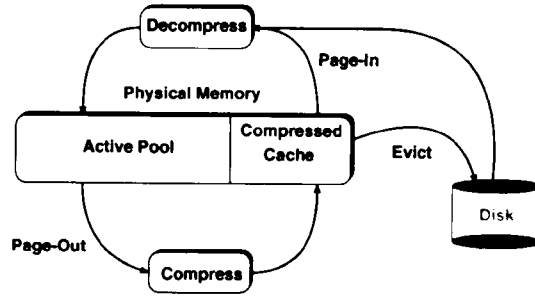 Decompress
Page-In
Physical Memory
Active Pool
Compressed
Cache
Evict
Disk
Page-Out
Compress